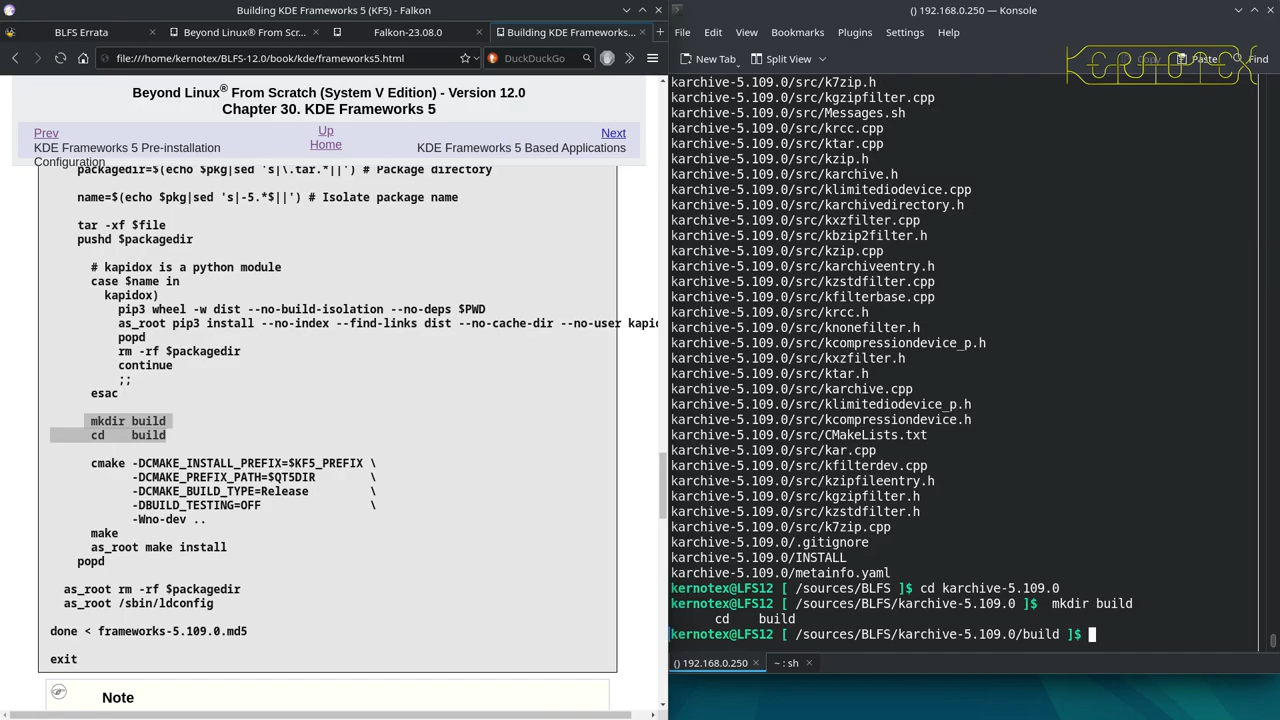 Building KDE Frameworks 5 (KF5) - Falkon
BLFS Errata
Beyond Linux® From Scr...
Falkon-23.08.0
Building KDE Frameworks...
file:///home/kernotex/BLFS-12.0/book/kde/frameworks5.html
DuckDuckGo
Beyond Linux® From Scratch (System V Edition) - Version 12.0
Chapter 30. KDE Frameworks 5
Prev
Up
Next
KDE Frameworks 5 Pre-installation
Configuration
Home
KDE Frameworks 5 Based Applications
packagedir=$(echo $pkg|sed 's|\.tar.*||') # Package directory
name=$(echo $pkg|sed 's|-5.*$||') # Isolate package name
tar -xf $file
pushd $packagedir
# kapidox is a python module
case $name in
kapidox)
pip3 wheel -w dist --no-build-isolation --no-deps $PWD
as_root pip3 install --no-index --find-links dist --no-cache-dir --no-user kapid
popd
rm -rf $packagedir
continue
;;
esac
mkdir build
cd    build
cmake -DCMAKE_INSTALL_PREFIX=$KF5_PREFIX \
-DCMAKE_PREFIX_PATH=$QT5DIR        \
-DCMAKE_BUILD_TYPE=Release         \
-DBUILD_TESTING=OFF                \
-Wno-dev ..
make
as_root make install
popd
as_root rm -rf $packagedir
as_root /sbin/ldconfig
done < frameworks-5.109.0.md5
exit
Note
() 192.168.0.250 — Konsole
File Edit View Bookmarks Plugins Settings Help
New Tab Split View Copy Paste Find
KERNOTEX
karchive-5.109.0/src/k7zip.h
karchive-5.109.0/src/kgzipfilter.cpp
karchive-5.109.0/src/Messages.sh
karchive-5.109.0/src/krcc.cpp
karchive-5.109.0/src/ktar.cpp
karchive-5.109.0/src/kzip.h
karchive-5.109.0/src/karchive.h
karchive-5.109.0/src/klimitediodevice.cpp
karchive-5.109.0/src/karchivedirectory.h
karchive-5.109.0/src/kxzfilter.cpp
karchive-5.109.0/src/kbzip2filter.h
karchive-5.109.0/src/kzip.cpp
karchive-5.109.0/src/karchiveentry.h
karchive-5.109.0/src/kzstdfilter.cpp
karchive-5.109.0/src/kfilterbase.cpp
karchive-5.109.0/src/krcc.h
karchive-5.109.0/src/knonefilter.h
karchive-5.109.0/src/kcompressiondevice_p.h
karchive-5.109.0/src/kxzfilter.h
karchive-5.109.0/src/ktar.h
karchive-5.109.0/src/karchive.cpp
karchive-5.109.0/src/klimitediodevice_p.h
karchive-5.109.0/src/kcompressiondevice.h
karchive-5.109.0/src/CMakeLists.txt
karchive-5.109.0/src/kar.cpp
karchive-5.109.0/src/kfilterdev.cpp
karchive-5.109.0/src/kzipfileentry.h
karchive-5.109.0/src/kgzipfilter.h
karchive-5.109.0/src/kzstdfilter.h
karchive-5.109.0/src/k7zip.cpp
karchive-5.109.0/.gitignore
karchive-5.109.0/INSTALL
karchive-5.109.0/metainfo.yaml
kernotex@LFS12 [ /sources/BLFS ]$ cd karchive-5.109.0
kernotex@LFS12 [ /sources/BLFS/karchive-5.109.0 ]$  mkdir build
cd    build
kernotex@LFS12 [ /sources/BLFS/karchive-5.109.0/build ]$
() 192.168.0.250
~ : sh